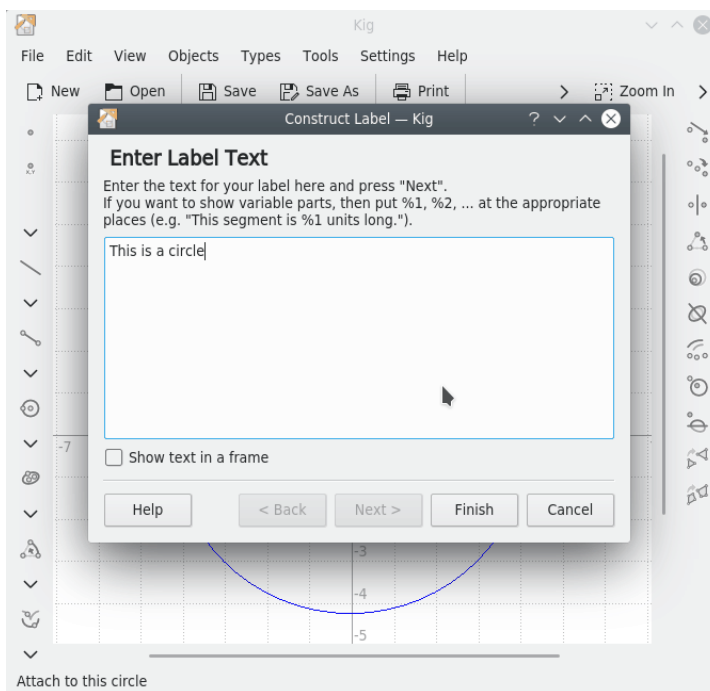 Kig
File Edit View Objects Types Tools Settings Help
New Open Save Save As Print Zoom In
Construct Label — Kig
Enter Label Text
Enter the text for your label here and press "Next".
If you want to show variable parts, then put %1, %2, ... at the appropriate
places (e.g. "This segment is %1 units long.").
This is a circle
-7
Show text in a frame
Help < Back Next > Finish Cancel
-3
-4
-5
Attach to this circle